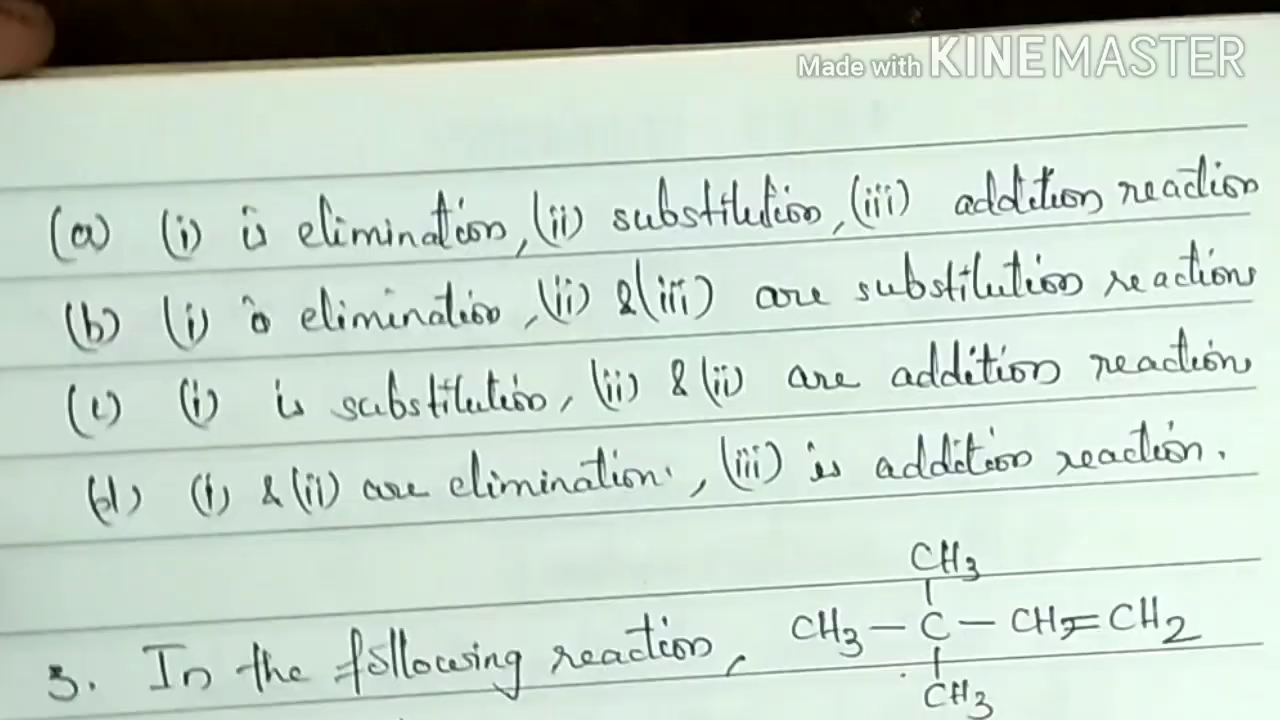 Made with KINEMASTER
(a) (i) is elimination, (ii) substitution, (iii) addition reaction
(b) (i) is elimination, (ii) & (iii) are substitution reactions
(c) (i) is substitution, (ii) & (ii) are addition reaction
(d) (i) & (ii) are elimination, (iii) is addition reaction.
CH3
3. In the following reaction, CH3 – C – CH=CH2
CH3